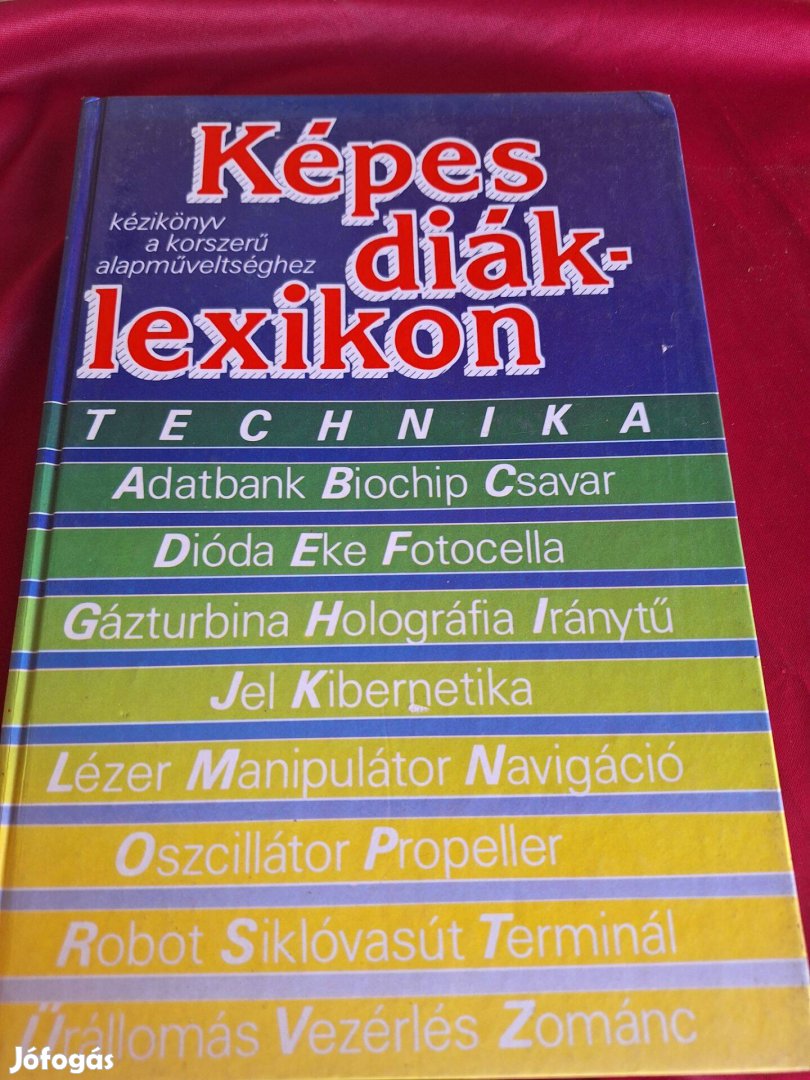 Képes
diák-
lexikon
kézikönyv
a korszerű
alapműveltséghez
TECHNIKA
Adatbank Biochip Csavar
Dióda Eke Fotocella
Gázturbina Holográfia Iránytű
Jel Kibernetika
Lézer Manipulátor Navigáció
Oszcillátor Propeller
Robot Siklóvasút Terminál
Űrállomás Vezérlés Zománc
Jófogás